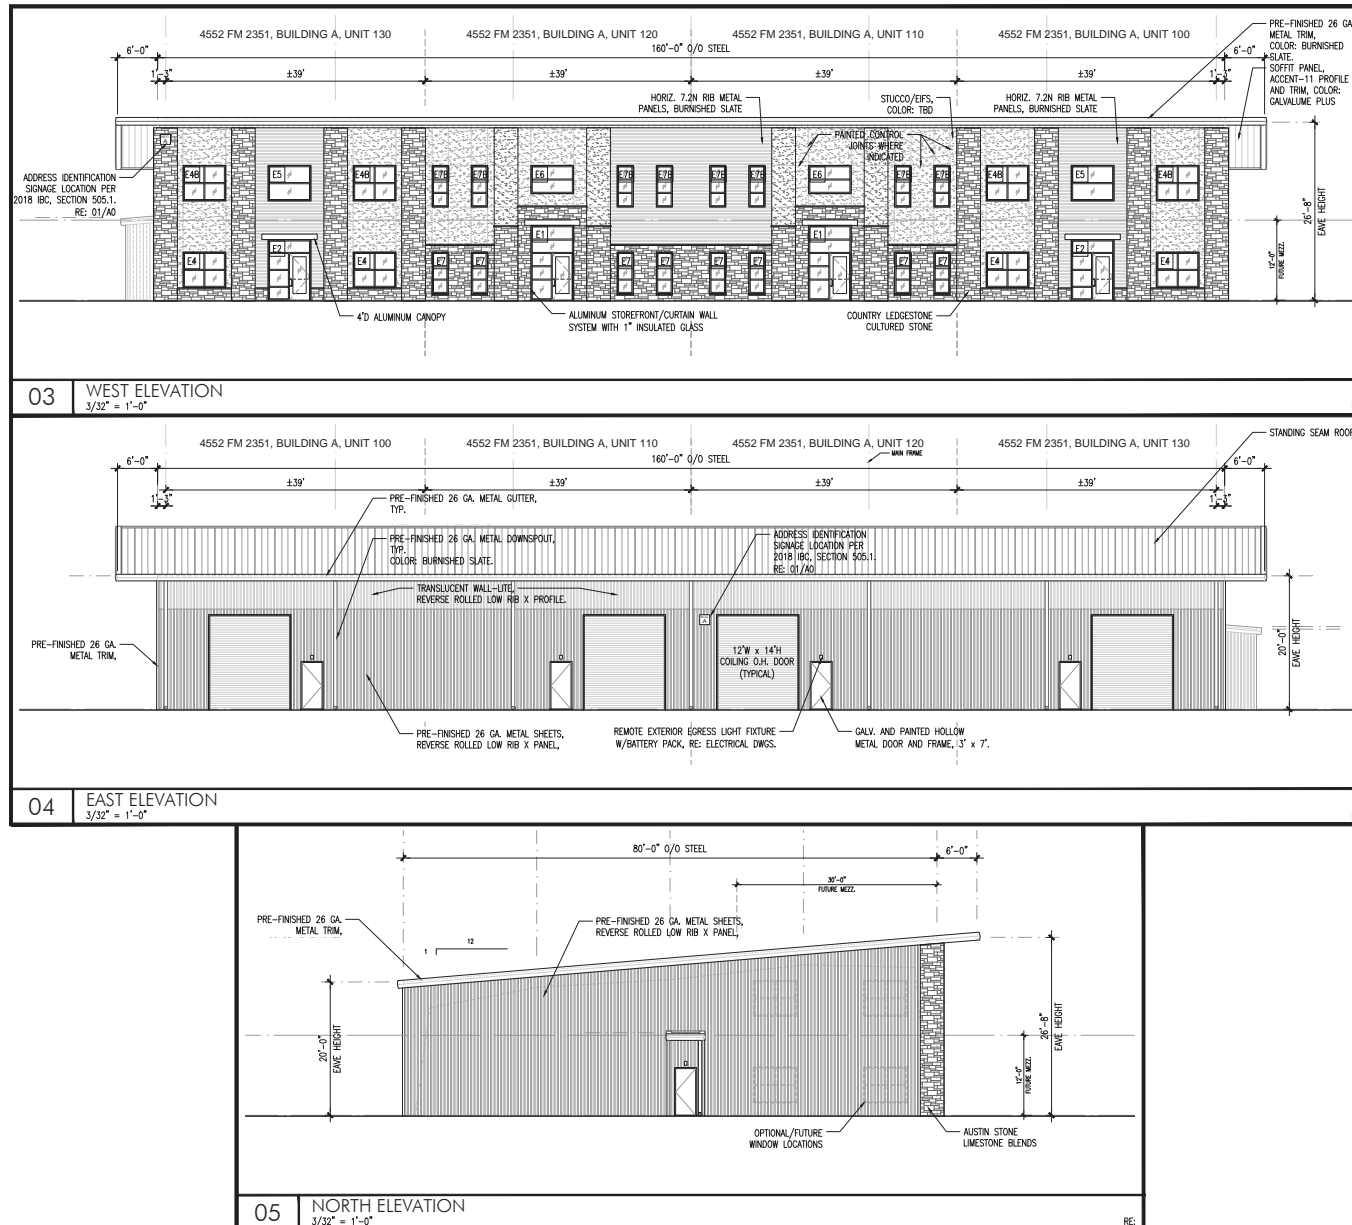 4552 FM 2351, BUILDING A, UNIT 130
4552 FM 2351, BUILDING A, UNIT 120
4552 FM 2351, BUILDING A, UNIT 110
4552 FM 2351, BUILDING A, UNIT 100
6'-0"
160'-0" O/O STEEL
6'-0"
1'-3"
±39'
±39'
±39'
±39'
1'-3"
PRE-FINISHED 26 GA
METAL TRIM,
COLOR: BURNISHED
SLATE.
SOFFIT PANEL,
ACCENT-11 PROFILE
AND TRIM, COLOR:
GALVALUME PLUS
HORIZ. 7.2N RIB METAL
PANELS, BURNISHED SLATE
STUCCO/EIFS,
COLOR: TBD
HORIZ. 7.2N RIB METAL
PANELS, BURNISHED SLATE
PAINTED CONTROL
JOINTS WHERE
INDICATED
ADDRESS IDENTIFICATION
SIGNAGE LOCATION PER
2018 IBC, SECTION 505.1.
RE: 01/A0
E4B E5 E4B E7B E7B E6 E7B E7B E7B E7B E6 E7B E7B E4B E5 E4B
E4 E2 E4 E7 E7 E1 E7 E7 E7 E7 E1 E7 E7 E4 E2 E4
12'-0"
FUTURE MEZZ.
26'-8"
EAVE HEIGHT
4'D ALUMINUM CANOPY
ALUMINUM STOREFRONT/CURTAIN WALL
SYSTEM WITH 1" INSULATED GLASS
COUNTRY LEDGESTONE
CULTURED STONE
03
WEST ELEVATION
3/32" = 1'-0"
4552 FM 2351, BUILDING A, UNIT 100
4552 FM 2351, BUILDING A, UNIT 110
4552 FM 2351, BUILDING A, UNIT 120
4552 FM 2351, BUILDING A, UNIT 130
STANDING SEAM ROOF
6'-0"
160'-0" O/O STEEL
MAIN FRAME
6'-0"
1'-3"
±39'
±39'
±39'
±39'
1'-3"
PRE-FINISHED 26 GA. METAL GUTTER,
TYP.
PRE-FINISHED 26 GA. METAL DOWNSPOUT,
TYP.
COLOR: BURNISHED SLATE.
ADDRESS IDENTIFICATION
SIGNAGE LOCATION PER
2018 IBC, SECTION 505.1.
RE: 01/A0
TRANSLUCENT WALL-LITE,
REVERSE ROLLED LOW RIB X PROFILE.
A
PRE-FINISHED 26 GA.
METAL TRIM,
12'W x 14'H
COILING O.H. DOOR
(TYPICAL)
20'-0"
EAVE HEIGHT
PRE-FINISHED 26 GA. METAL SHEETS,
REVERSE ROLLED LOW RIB X PANEL,
REMOTE EXTERIOR EGRESS LIGHT FIXTURE
W/BATTERY PACK, RE: ELECTRICAL DWGS.
GALV. AND PAINTED HOLLOW
METAL DOOR AND FRAME, 3' x 7'.
04
EAST ELEVATION
3/32" = 1'-0"
80'-0" O/O STEEL
6'-0"
30'-0"
FUTURE MEZZ.
PRE-FINISHED 26 GA.
METAL TRIM,
PRE-FINISHED 26 GA. METAL SHEETS,
REVERSE ROLLED LOW RIB X PANEL,
12
1
20'-0"
EAVE HEIGHT
12'-0"
FUTURE MEZZ.
26'-8"
EAVE HEIGHT
OPTIONAL/FUTURE
WINDOW LOCATIONS
AUSTIN STONE
LIMESTONE BLENDS
05
NORTH ELEVATION
3/32" = 1'-0"
RE: